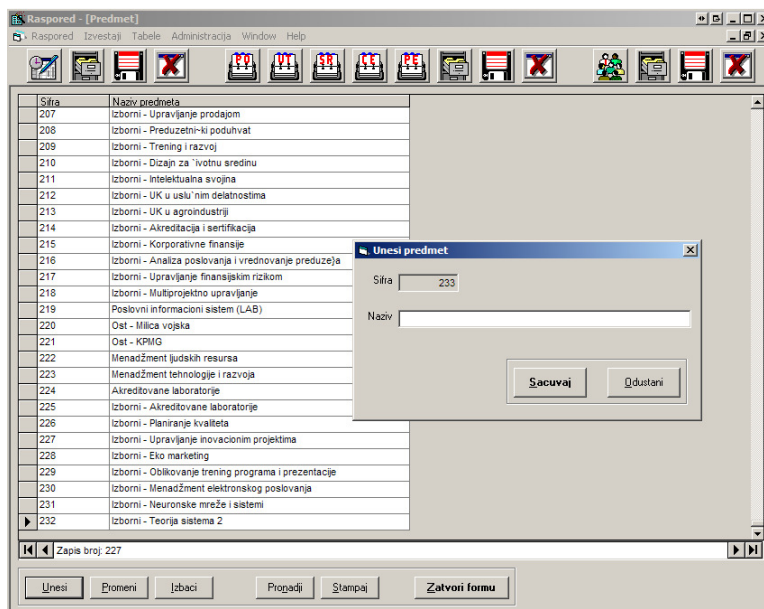 Raspored - [Predmet]
Raspored Izvestaji Tabele Administracija Window Help
PO UT SR CE PE
Sifra Naziv predmeta
207 Izborni - Upravljanje prodajom
208 Izborni - Preduzetni~ki poduhvat
209 Izborni - Trening i razvoj
210 Izborni - Dizajn za `ivotnu sredinu
211 Izborni - Intelektualna svojina
212 Izborni - UK u uslu`nim delatnostima
213 Izborni - UK u agroindustriji
214 Izborni - Akreditacija i sertifikacija
215 Izborni - Korporativne finansije
216 Izborni - Analiza poslovanja i vrednovanje preduze}a
217 Izborni - Upravljanje finansijskim rizikom
218 Izborni - Multiprojektno upravljanje
219 Poslovni informacioni sistem (LAB)
220 Ost - Milica vojska
221 Ost - KPMG
222 Menadžment ljudskih resursa
223 Menadžment tehnologije i razvoja
224 Akreditovane laboratorije
225 Izborni - Akreditovane laboratorije
226 Izborni - Planiranje kvaliteta
227 Izborni - Upravljanje inovacionim projektima
228 Izborni - Eko marketing
229 Izborni - Oblikovanje trening programa i prezentacije
230 Izborni - Menadžment elektronskog poslovanja
231 Izborni - Neuronske mreže i sistemi
232 Izborni - Teorija sistema 2
Unesi predmet
Sifra 233
Naziv
Sacuvaj Odustani
Zapis broj: 227
Unesi Promeni Izbaci Pronadji Stampaj Zatvori formu